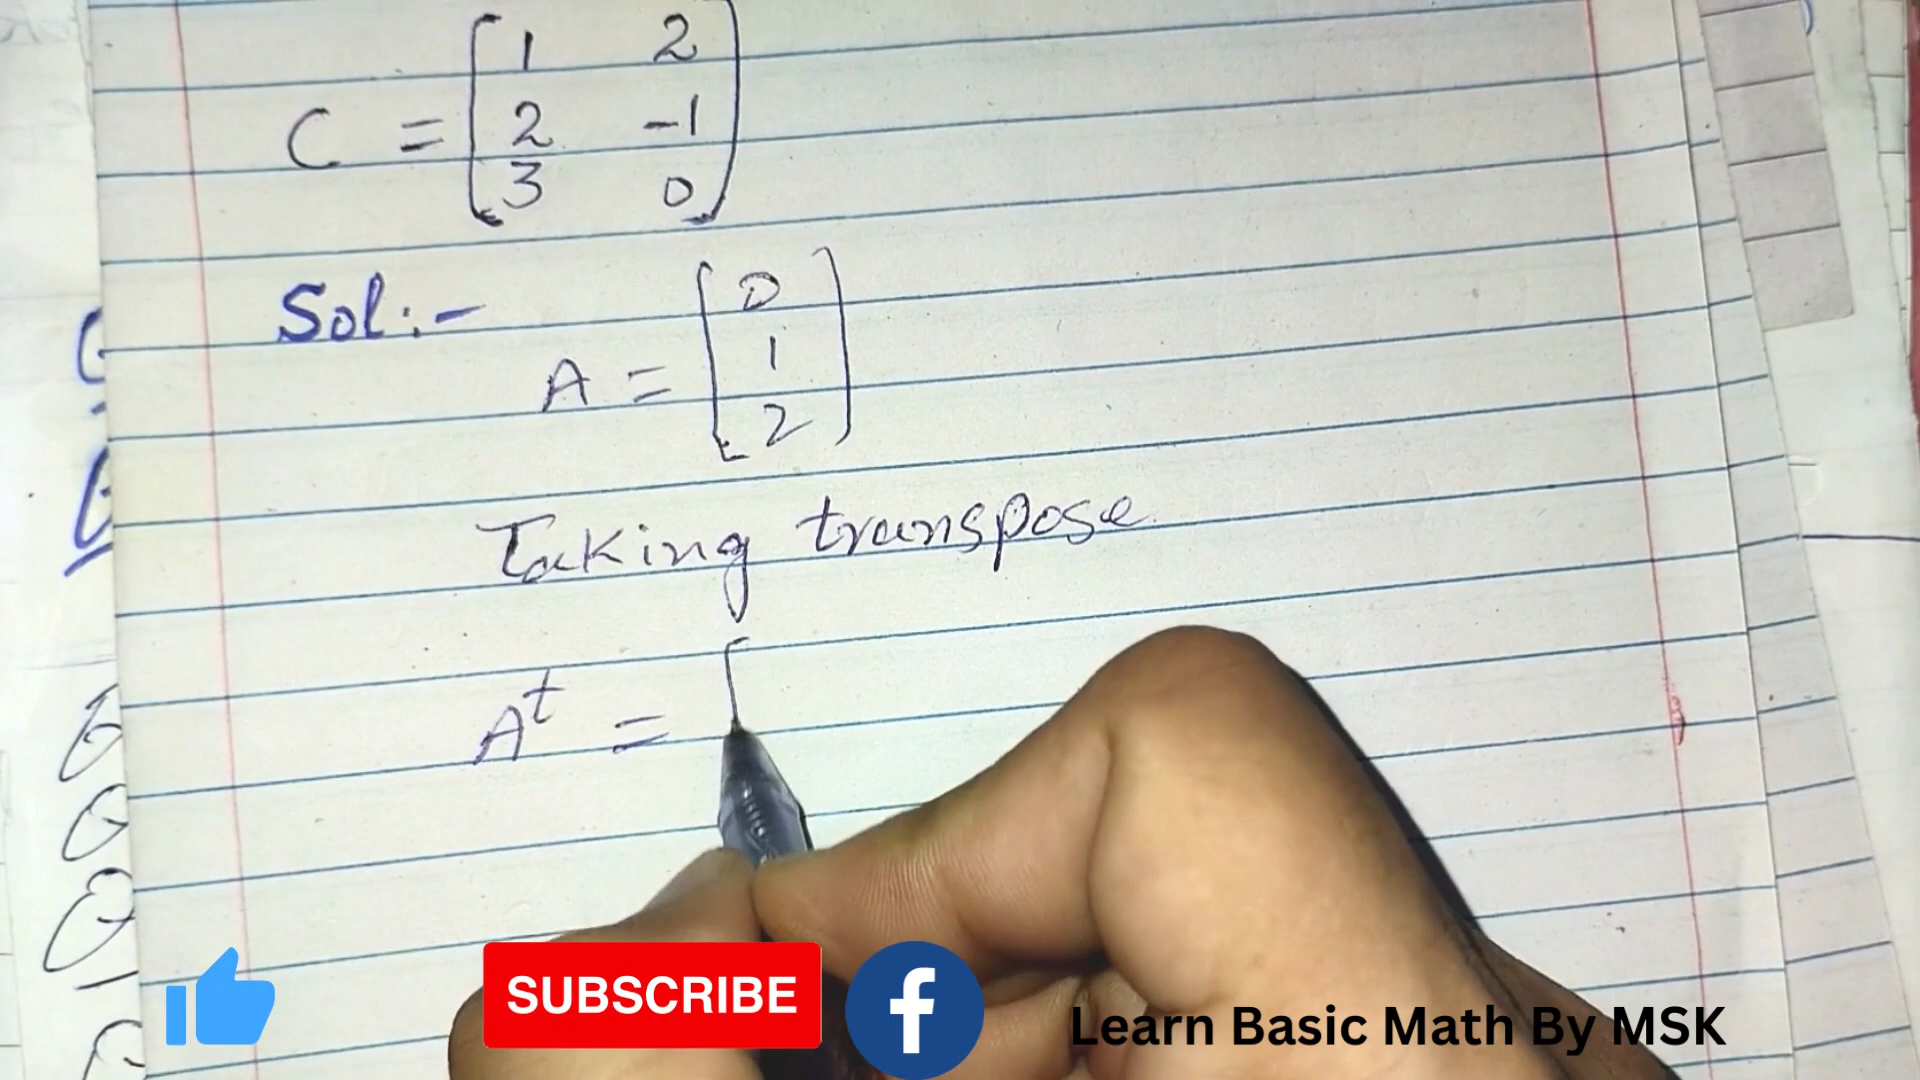 C = [1 2
2 -1
3 0]
Sol:-
A = [0
1
2]
Taking transpose
A^t = [
SUBSCRIBE
f
Learn Basic Math By MSK